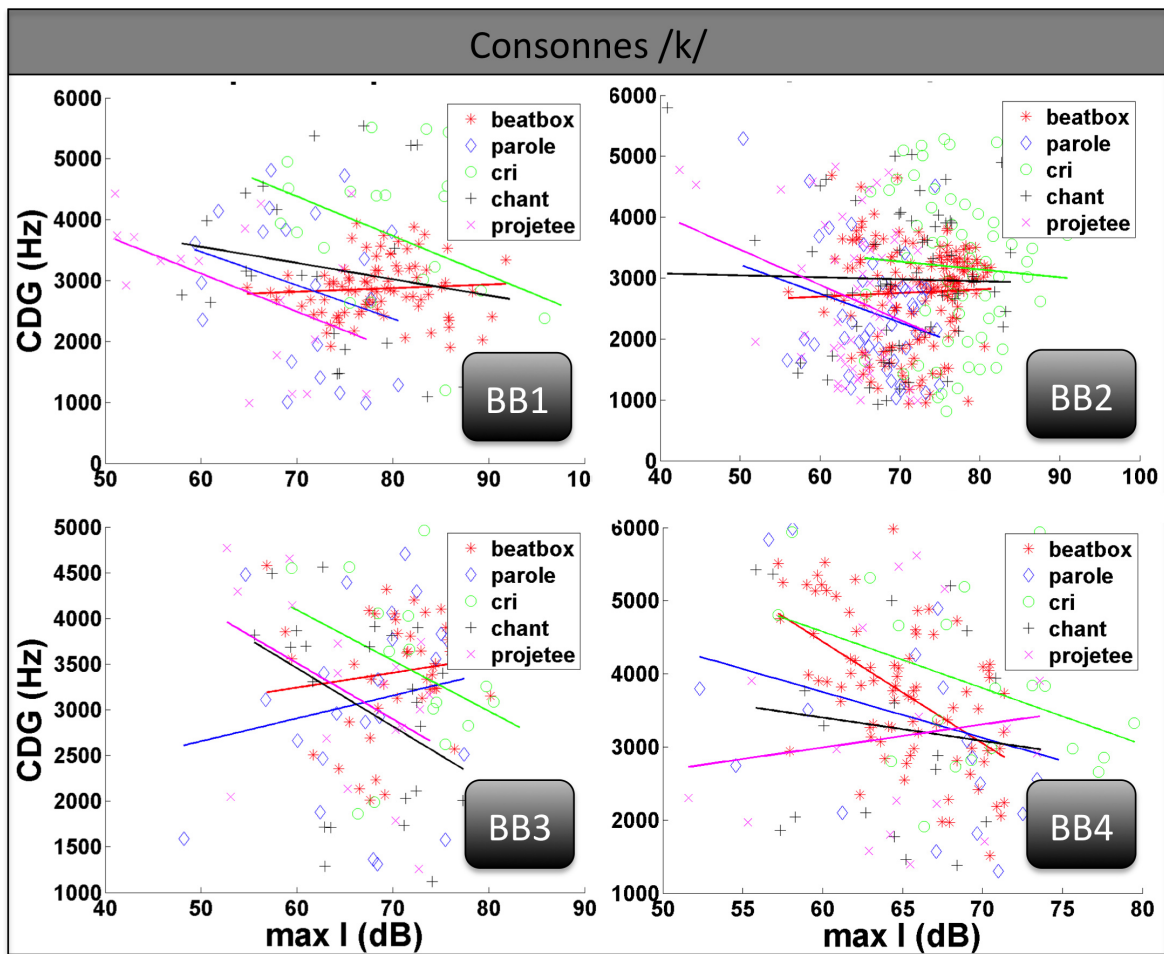 Consonnes /k/
CDG (Hz)
6000
5000
4000
3000
2000
1000
0
50
60
70
80
90
100
beatbox
parole
cri
chant
projetee
BB1
6000
5000
4000
3000
2000
1000
0
40
50
60
70
80
90
100
beatbox
parole
cri
chant
projetee
BB2
CDG (Hz)
5000
4500
4000
3500
3000
2500
2000
1500
1000
40
50
60
70
80
90
max I (dB)
beatbox
parole
cri
chant
projetee
BB3
6000
5000
4000
3000
2000
1000
50
55
60
65
70
75
80
max I (dB)
beatbox
parole
cri
chant
projetee
BB4